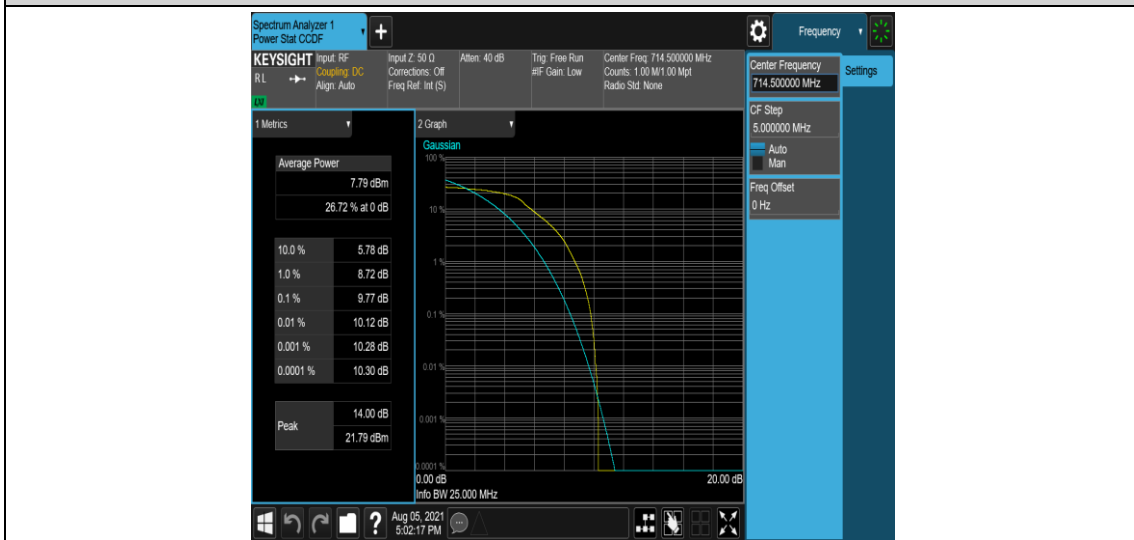 Spectrum Analyzer 1
Power Stat CCDF
+
Frequency
KEYSIGHT
RL
LXI
Input: RF
Coupling: DC
Align: Auto
Input Z: 50 Ω
Corrections: Off
Freq Ref: Int (S)
Atten: 40 dB
Trig: Free Run
#IF Gain: Low
Center Freq: 714.500000 MHz
Counts: 1.00 M/1.00 Mpt
Radio Std: None
Center Frequency
714.500000 MHz
Settings
CF Step
5.000000 MHz
Auto
Man
Freq Offset
0 Hz
1 Metrics
Average Power
7.79 dBm
26.72 % at 0 dB
10.0 % 5.78 dB
1.0 % 8.72 dB
0.1 % 9.77 dB
0.01 % 10.12 dB
0.001 % 10.28 dB
0.0001 % 10.30 dB
Peak
14.00 dB
21.79 dBm
2 Graph
Gaussian
100 %
10 %
1 %
0.1 %
0.01 %
0.001 %
0.0001 %
0.00 dB 20.00 dB
Info BW 25.000 MHz
?
Aug 05, 2021
5:02:17 PM